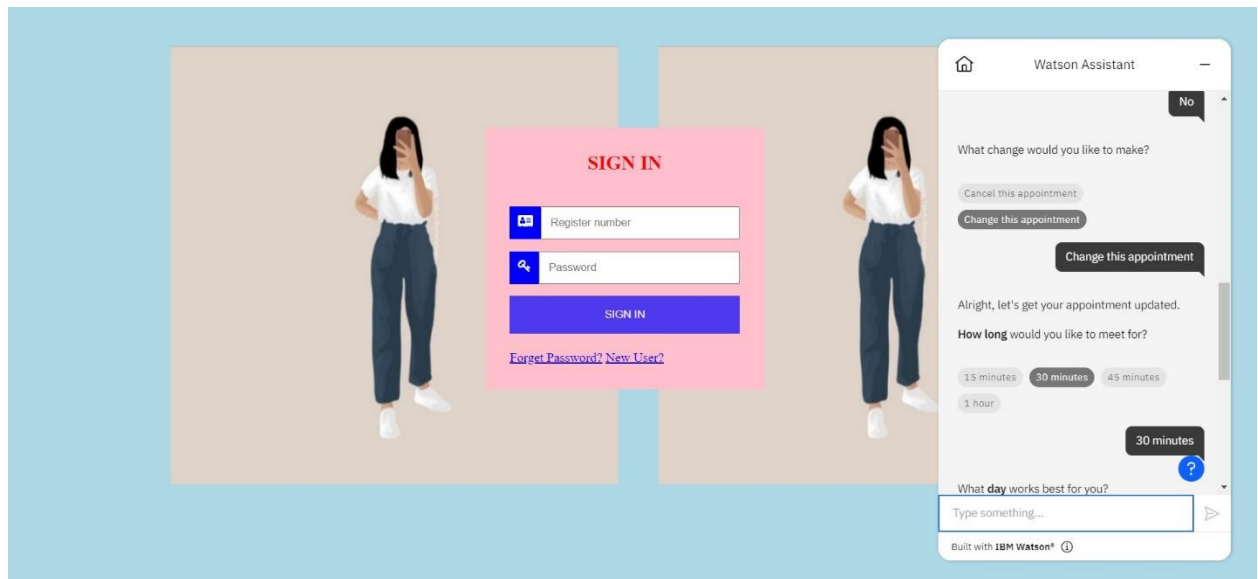 SIGN IN
Register number
Password
SIGN IN
Forget Password? New User?
Watson Assistant
No
What change would you like to make?
Cancel this appointment
Change this appointment
Change this appointment
Alright, let's get your appointment updated.
How long would you like to meet for?
15 minutes 30 minutes 45 minutes
1 hour
30 minutes
?
What day works best for you?
Type something...
Built with IBM Watson®